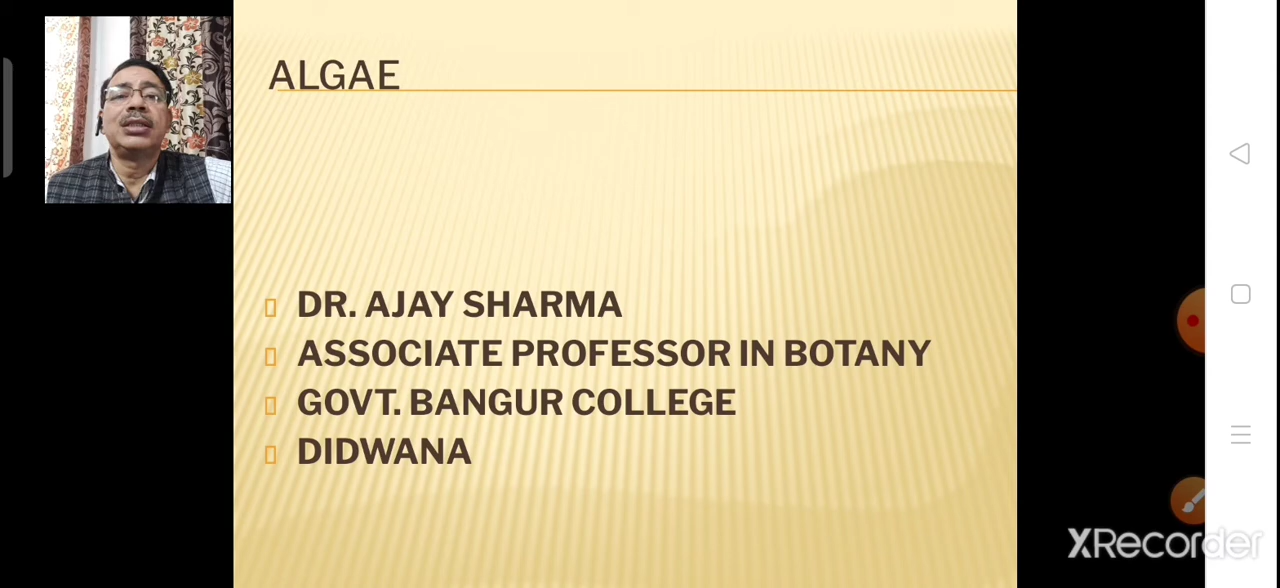 ALGAE
DR. AJAY SHARMA
ASSOCIATE PROFESSOR IN BOTANY
GOVT. BANGUR COLLEGE
DIDWANA
XRecorder